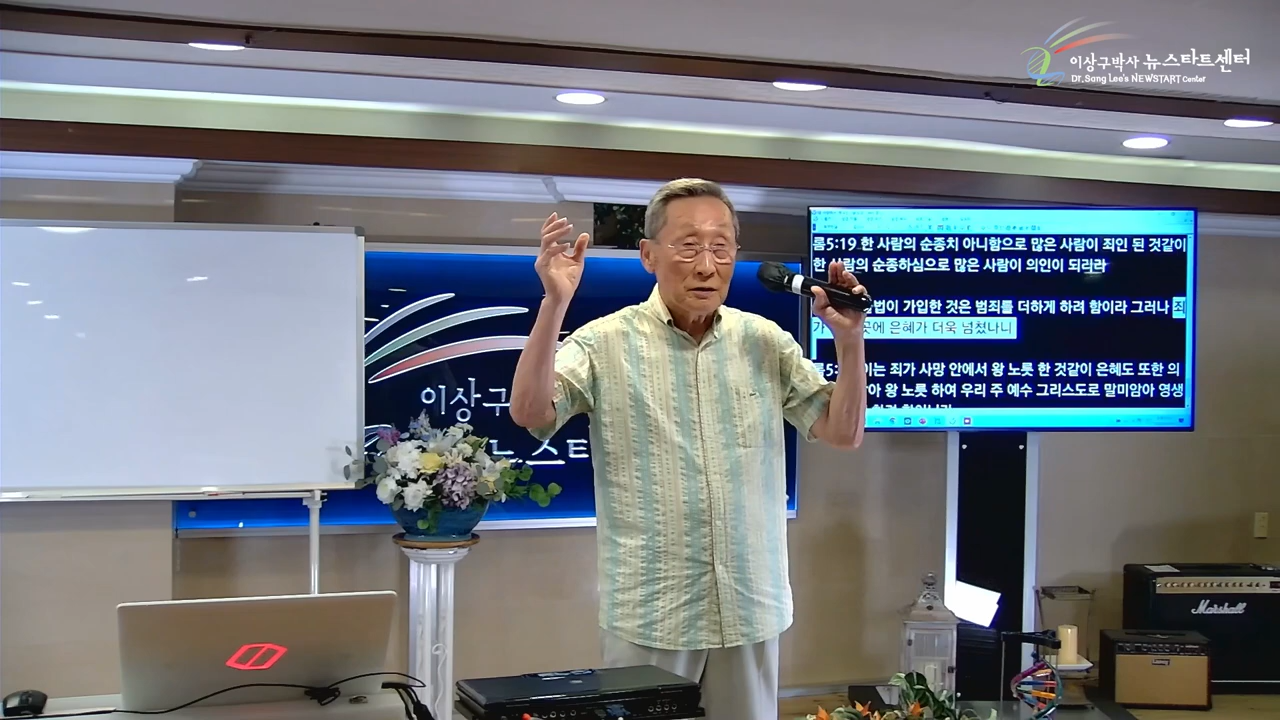 이상구박사 뉴스타트센터
Dr. Sang Lee's NEWSTART Center
롬5:19 한 사람의 순종치 아니함으로 많은 사람이 죄인 된 것같이
한 사람의 순종하심으로 많은 사람이 의인이 되리라
법이 가입한 것은 범죄를 더하게 하려 함이라 그러나 죄
가 곳에 은혜가 더욱 넘쳤나니
롬5: 이는 죄가 사망 안에서 왕 노릇 한 것같이 은혜도 또한 의
아 왕 노릇 하여 우리 주 예수 그리스도로 말미암아 영생
이상구
뉴스타
Marshall
Laney